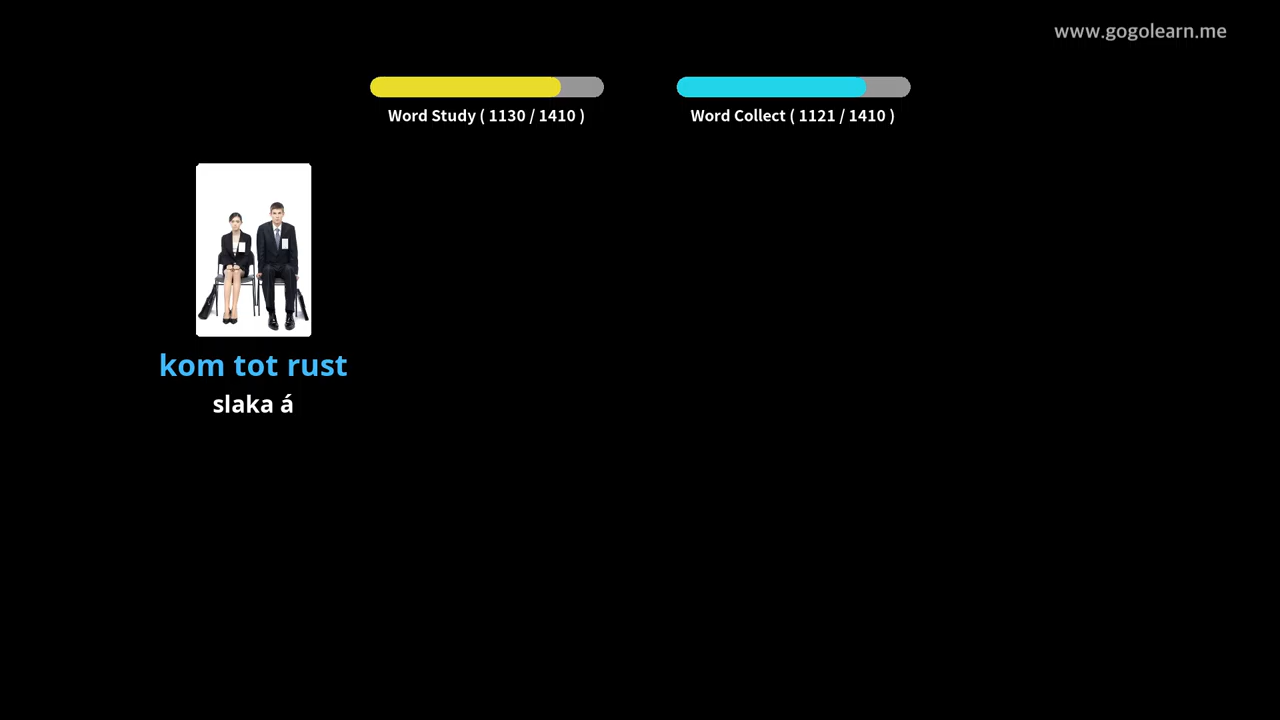 www.gogolearn.me
Word Study ( 1130 / 1410 )
Word Collect ( 1121 / 1410 )
kom tot rust
slaka á